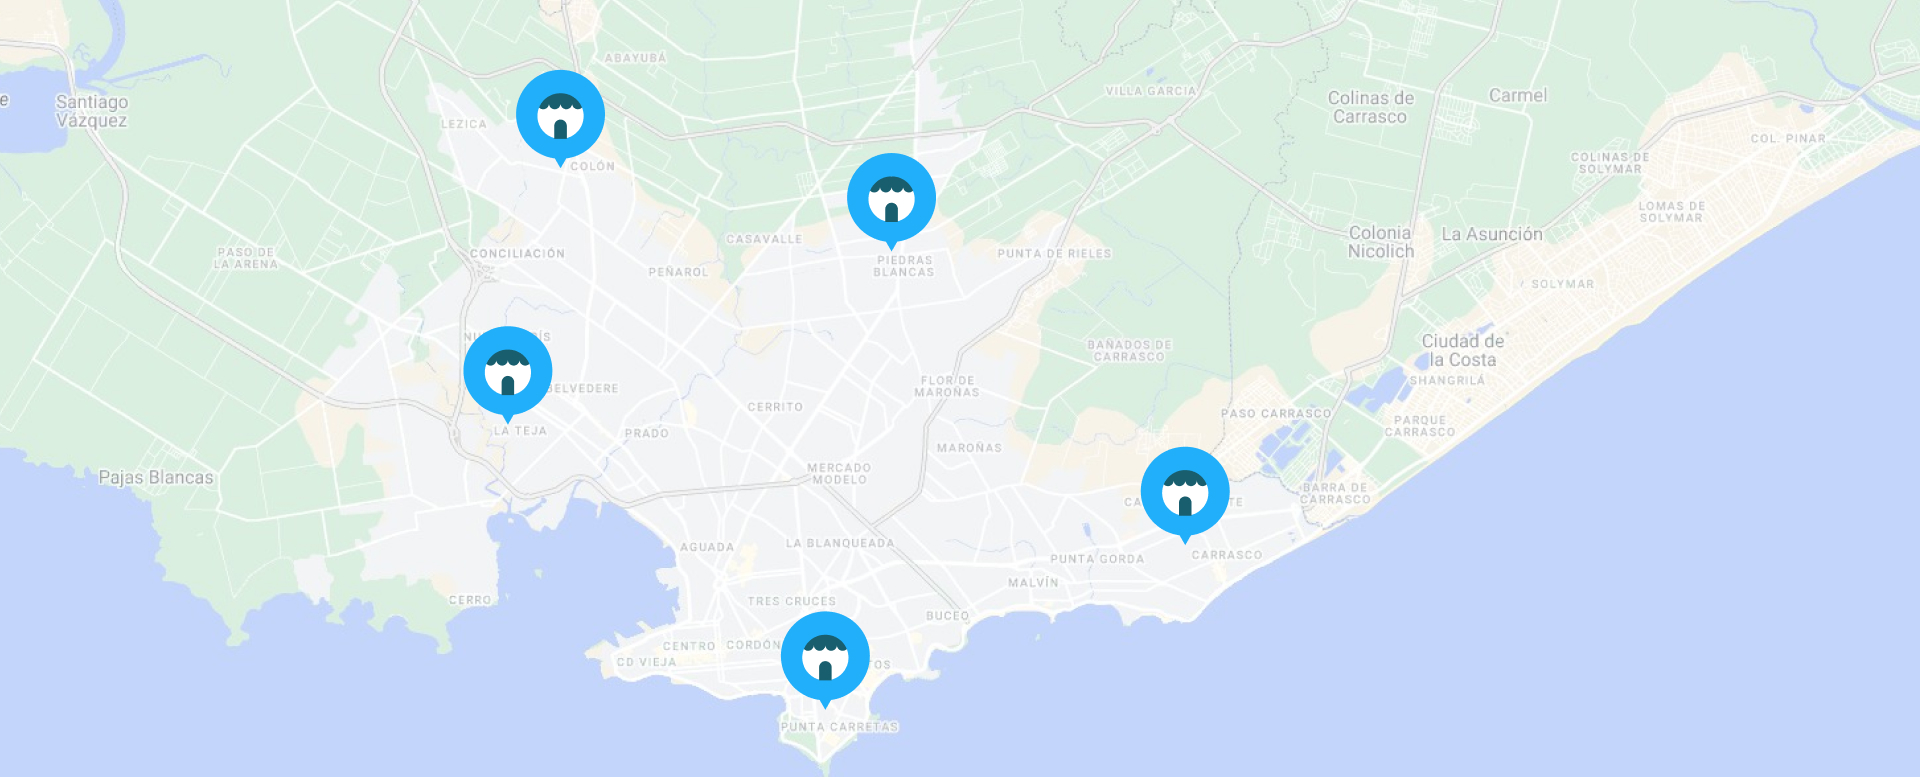 ABAYUBÁ
Santiago
Vázquez
LEZICA
COLÓN
VILLA GARCIA
Colinas de
Carrasco
Carmel
COL. PINAR
COLINAS DE
SOLYMAR
LOMAS DE
SOLYMAR
PASO DE
LA ARENA
CONCILIACIÓN
PEÑAROL
CASAVALLE
PIEDRAS
BLANCAS
PUNTA DE RIELES
Colonia
Nicolich
La Asunción
SOLYMAR
BELVEDERE
LA TEJA
PRADO
CERRITO
FLOR DE
MAROÑAS
BAÑADOS DE
CARRASCO
Ciudad de
la Costa
SHANGRILÁ
PASO CARRASCO
PARQUE
CARRASCO
MAROÑAS
MERCADO
MODELO
Pajas Blancas
BARRA DE
CARRASCO
AGUADA
LA BLANQUEADA
PUNTA GORDA
CARRASCO
MALVÍN
CERRO
TRES CRUCES
BUCEO
CENTRO
CORDÓN
CD VIEJA
PUNTA CARRETAS